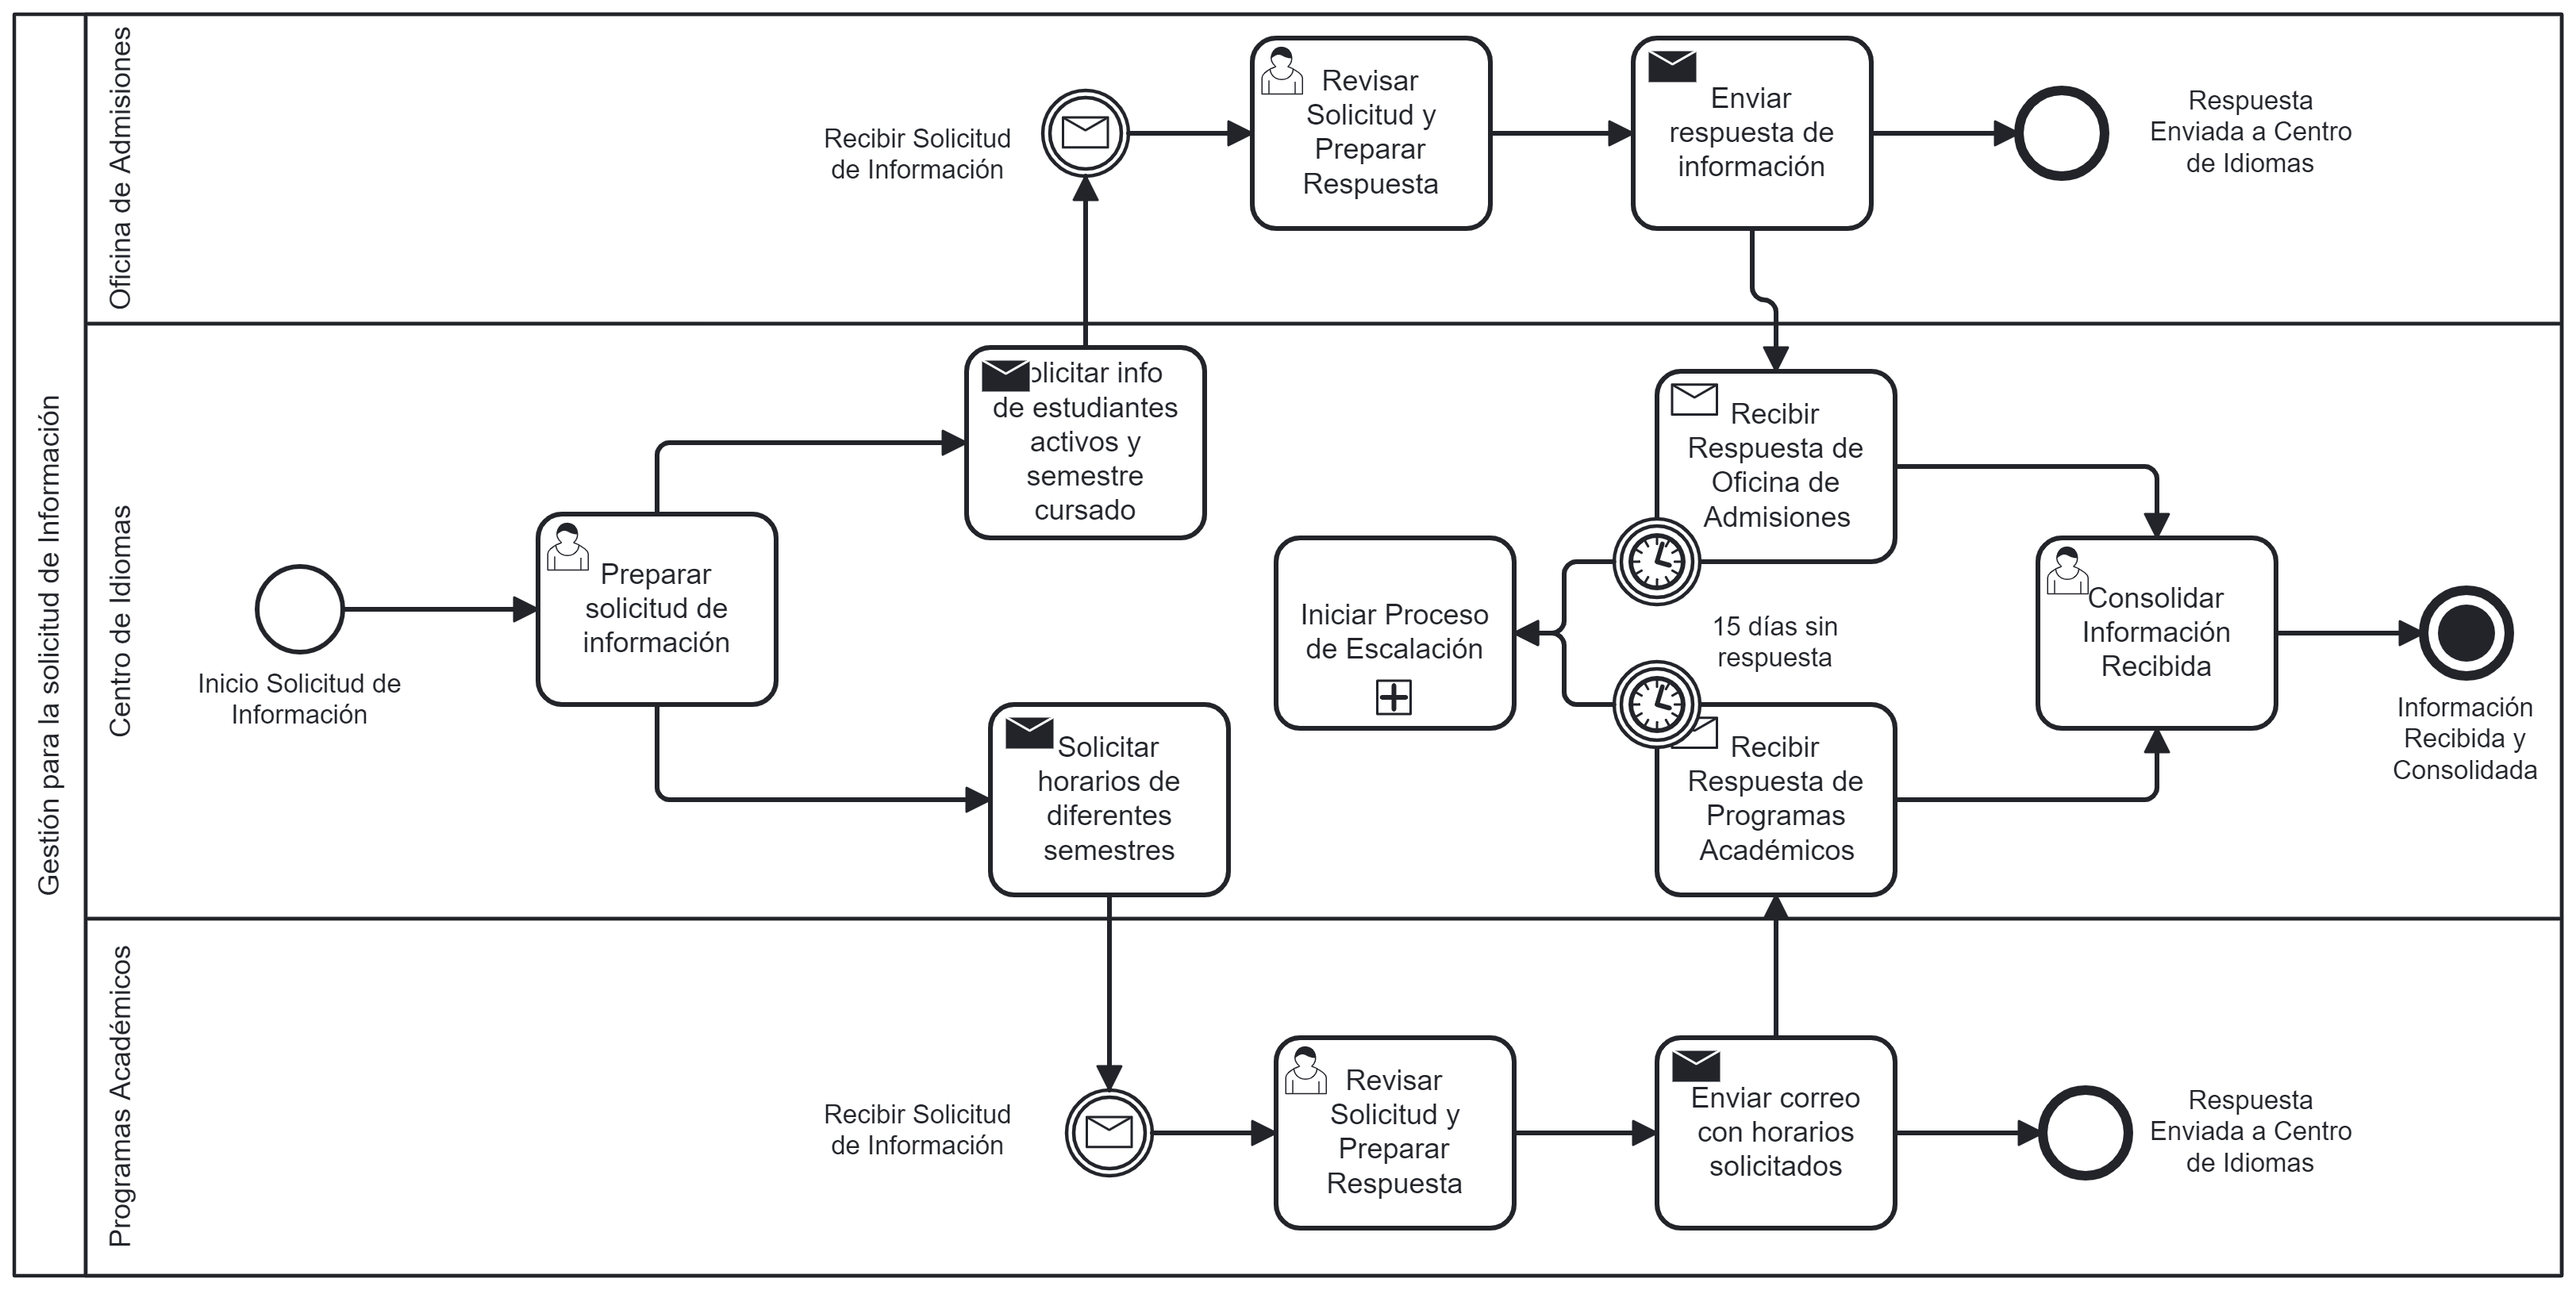 Gestión para la solicitud de Información
Oficina de Admisiones
Recibir Solicitud
de Información
Revisar
Solicitud y
Preparar
Respuesta
Enviar
respuesta de
información
Respuesta
Enviada a Centro
de Idiomas
Centro de Idiomas
Inicio Solicitud de
Información
Preparar
solicitud de
información
olicitar info
de estudiantes
activos y
semestre
cursado
Solicitar
horarios de
diferentes
semestres
Iniciar Proceso
de Escalación
Recibir
Respuesta de
Oficina de
Admisiones
15 días sin
respuesta
Recibir
Respuesta de
Programas
Académicos
Consolidar
Información
Recibida
Información
Recibida y
Consolidada
Programas Académicos
Recibir Solicitud
de Información
Revisar
Solicitud y
Preparar
Respuesta
Enviar correo
con horarios
solicitados
Respuesta
Enviada a Centro
de Idiomas